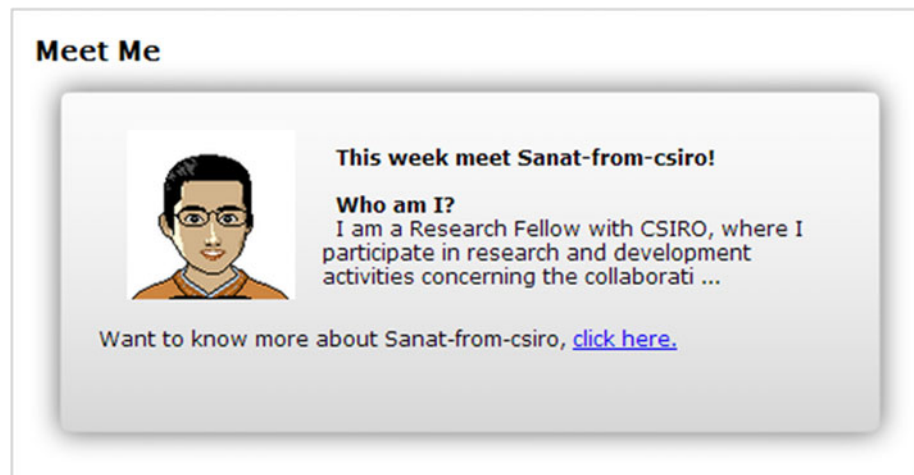 Meet Me
This week meet Sanat-from-csiro!
Who am I?
I am a Research Fellow with CSIRO, where I
participate in research and development
activities concerning the collaborati ...
Want to know more about Sanat-from-csiro, click here.